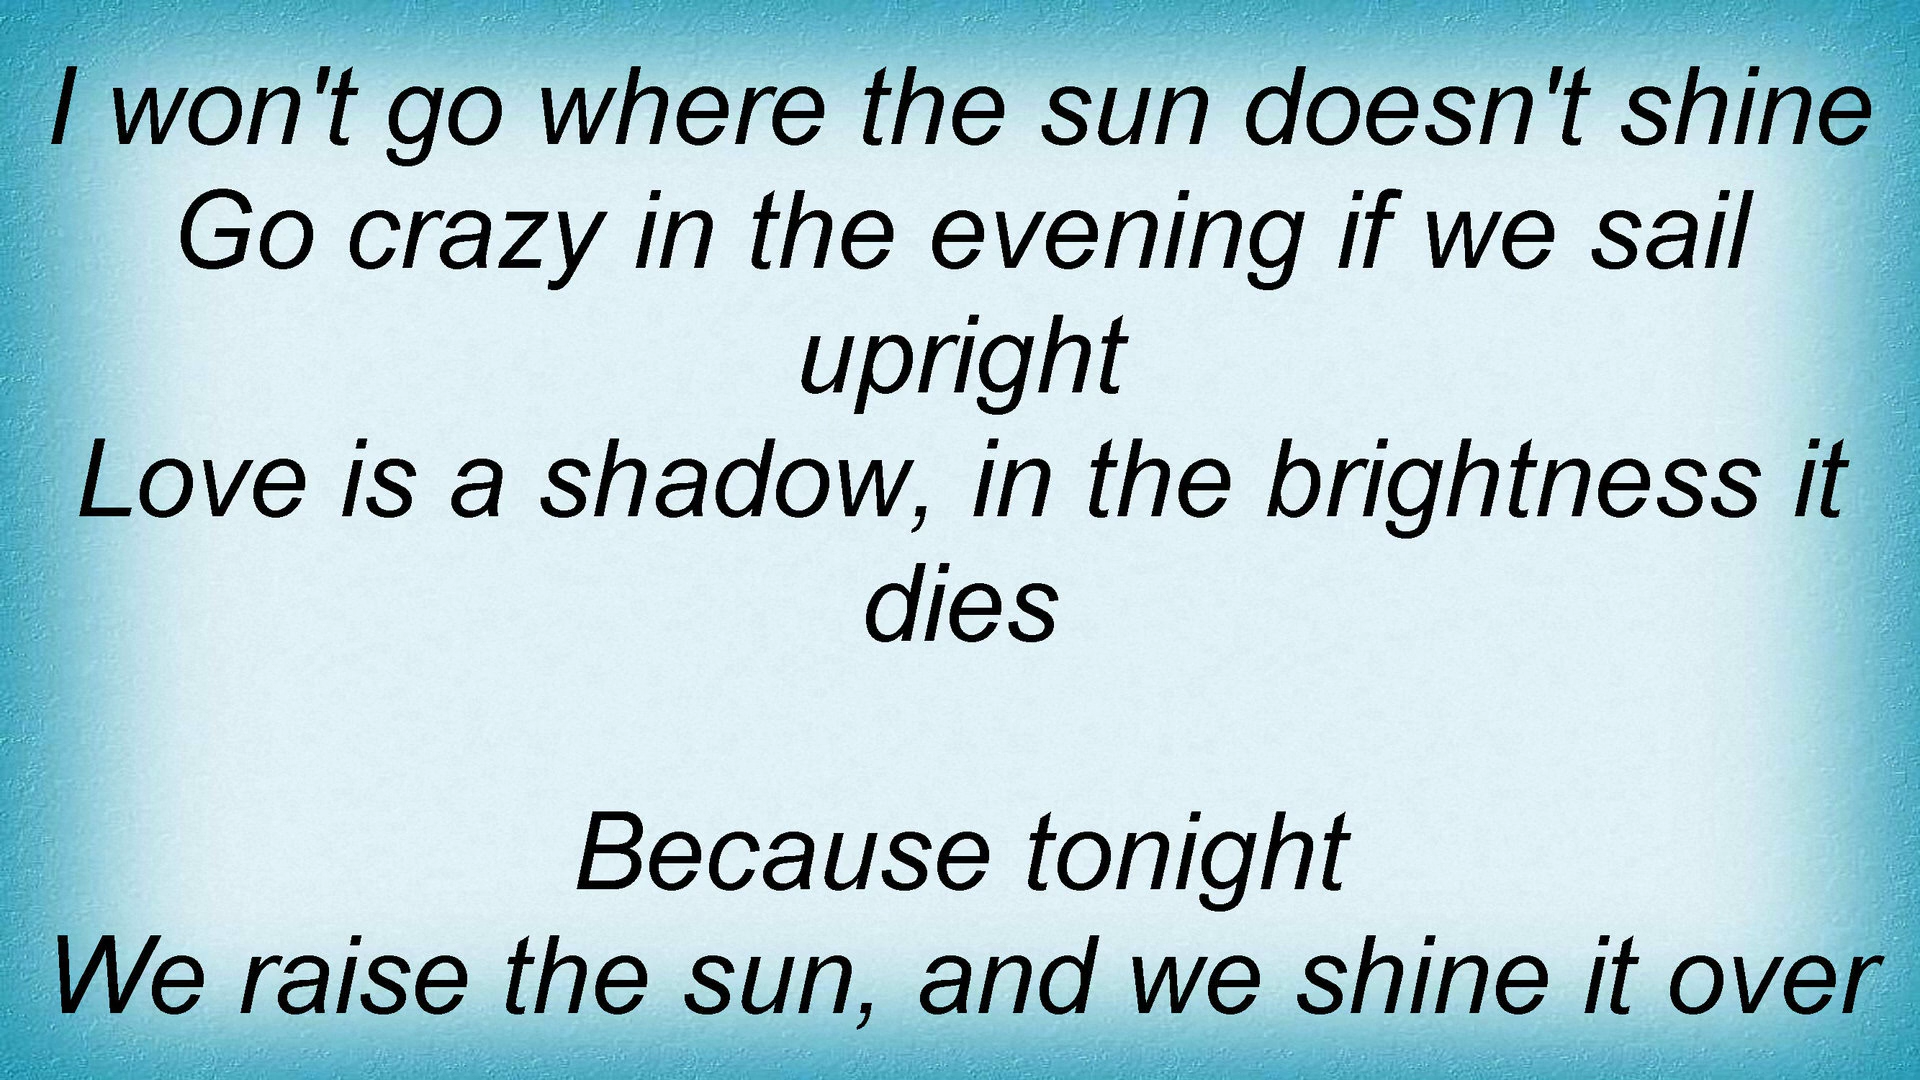 I won't go where the sun doesn't shine
Go crazy in the evening if we sail
upright
Love is a shadow, in the brightness it
dies
Because tonight
We raise the sun, and we shine it over